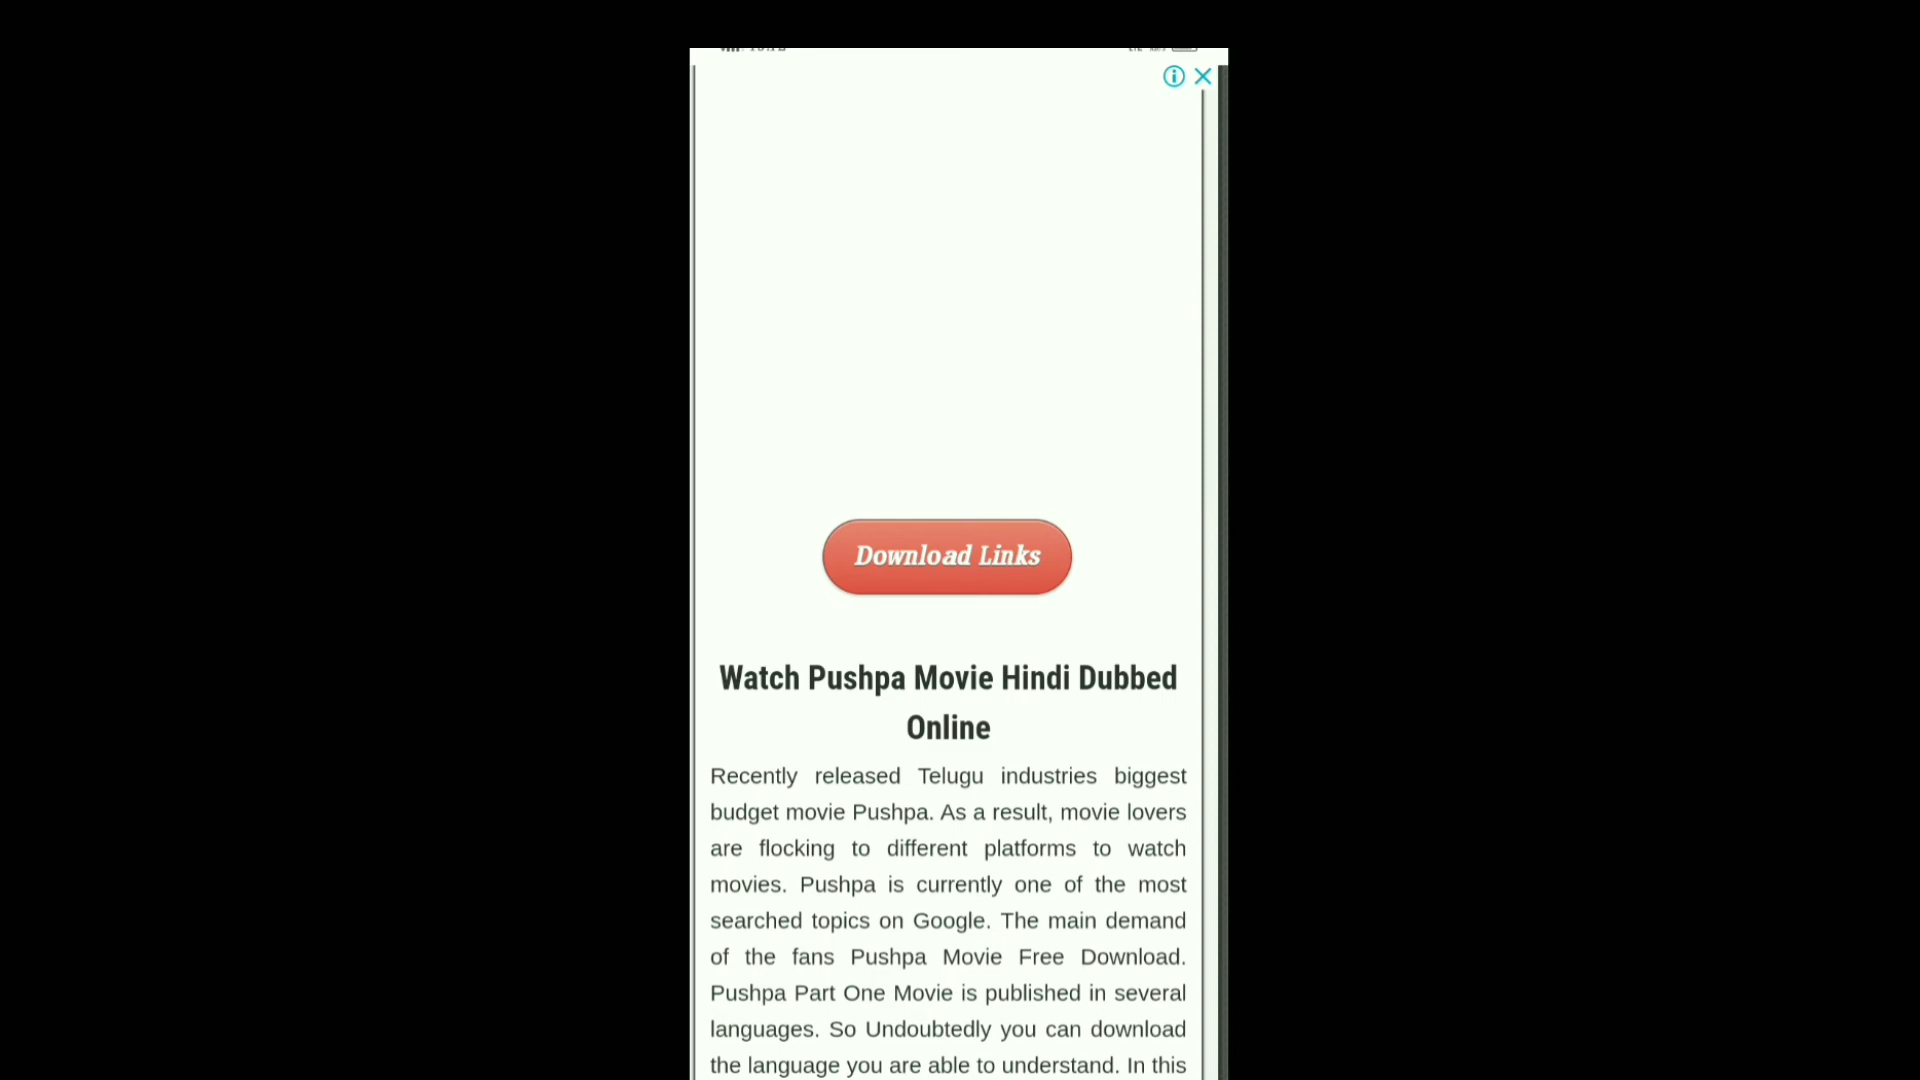 Download Links
Watch Pushpa Movie Hindi Dubbed
Online
Recently released Telugu industries biggest
budget movie Pushpa. As a result, movie lovers
are flocking to different platforms to watch
movies. Pushpa is currently one of the most
searched topics on Google. The main demand
of the fans Pushpa Movie Free Download.
Pushpa Part One Movie is published in several
languages. So Undoubtedly you can download
the language you are able to understand. In this